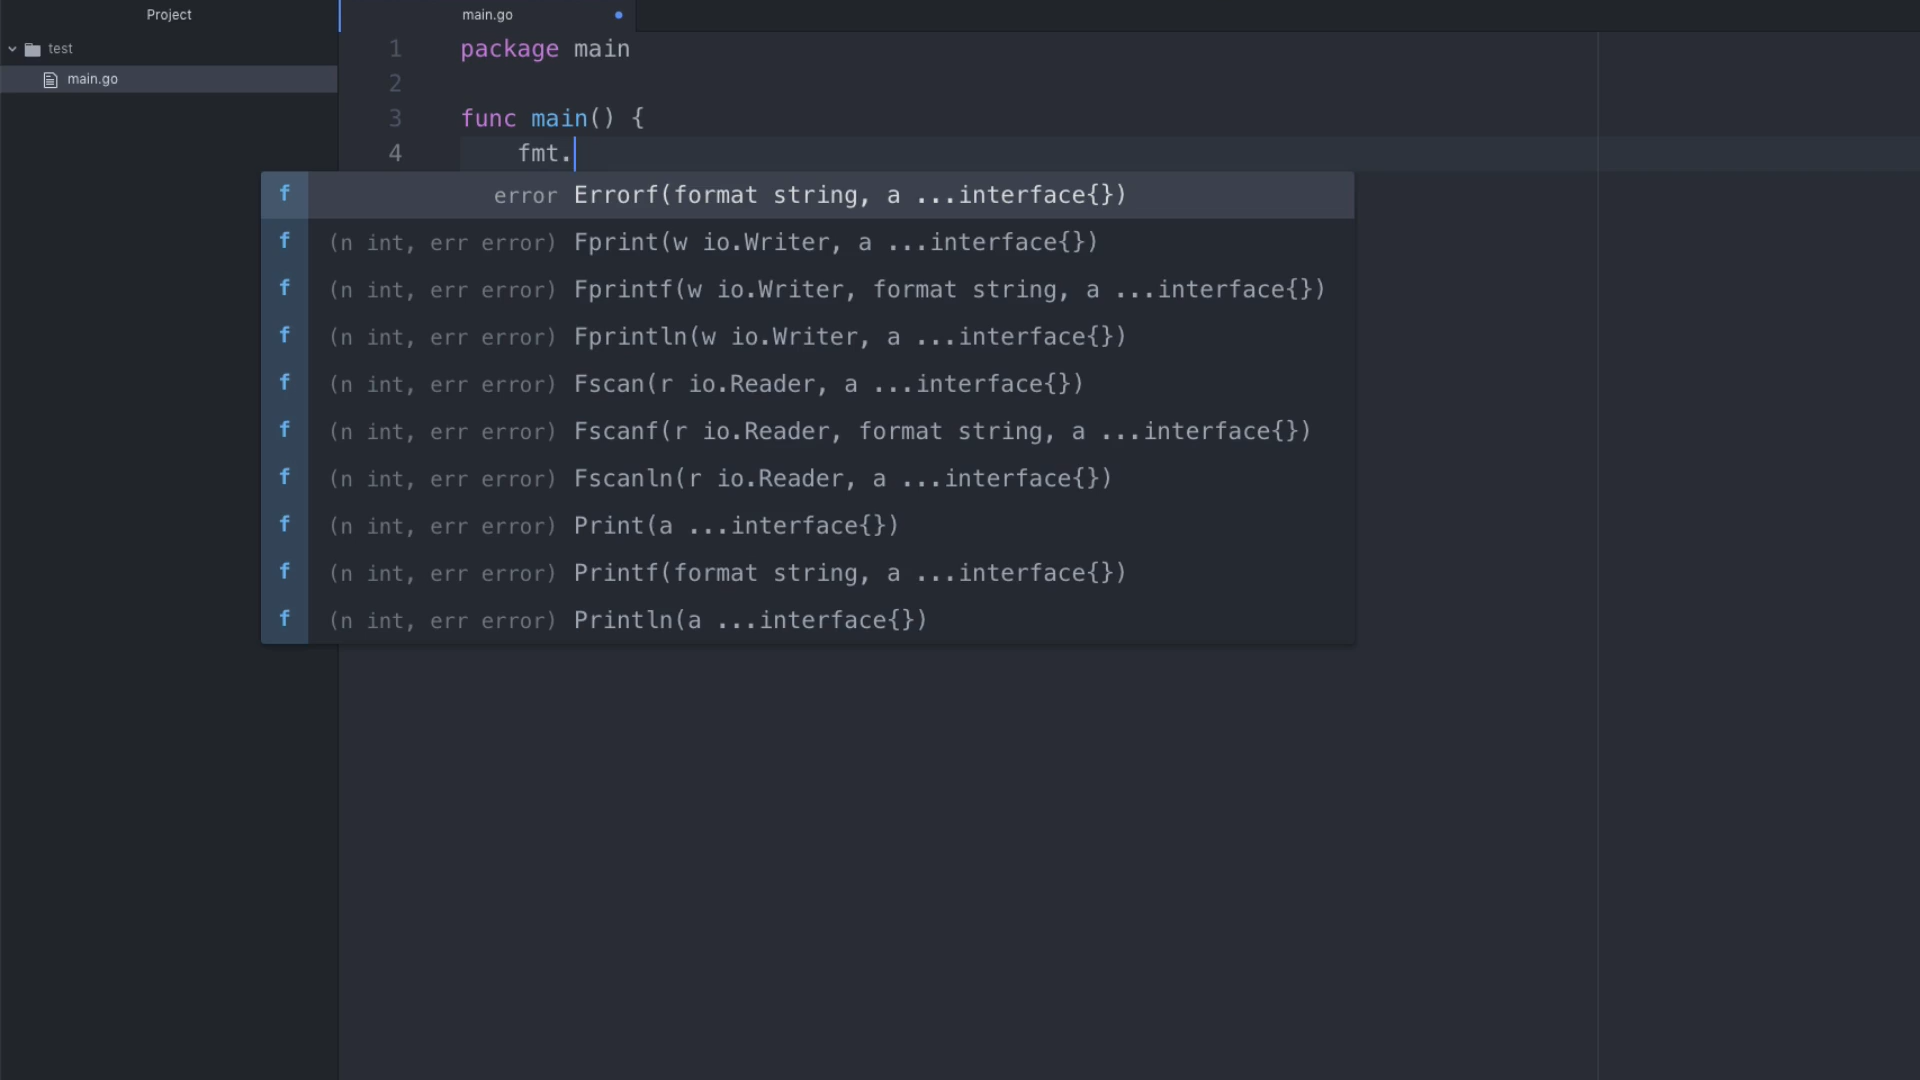 Project
main.go
test
main.go
1 package main
2
3 func main() {
4 fmt.
f error Errorf(format string, a ...interface{})
f (n int, err error) Fprint(w io.Writer, a ...interface{})
f (n int, err error) Fprintf(w io.Writer, format string, a ...interface{})
f (n int, err error) Fprintln(w io.Writer, a ...interface{})
f (n int, err error) Fscan(r io.Reader, a ...interface{})
f (n int, err error) Fscanf(r io.Reader, format string, a ...interface{})
f (n int, err error) Fscanln(r io.Reader, a ...interface{})
f (n int, err error) Print(a ...interface{})
f (n int, err error) Printf(format string, a ...interface{})
f (n int, err error) Println(a ...interface{})